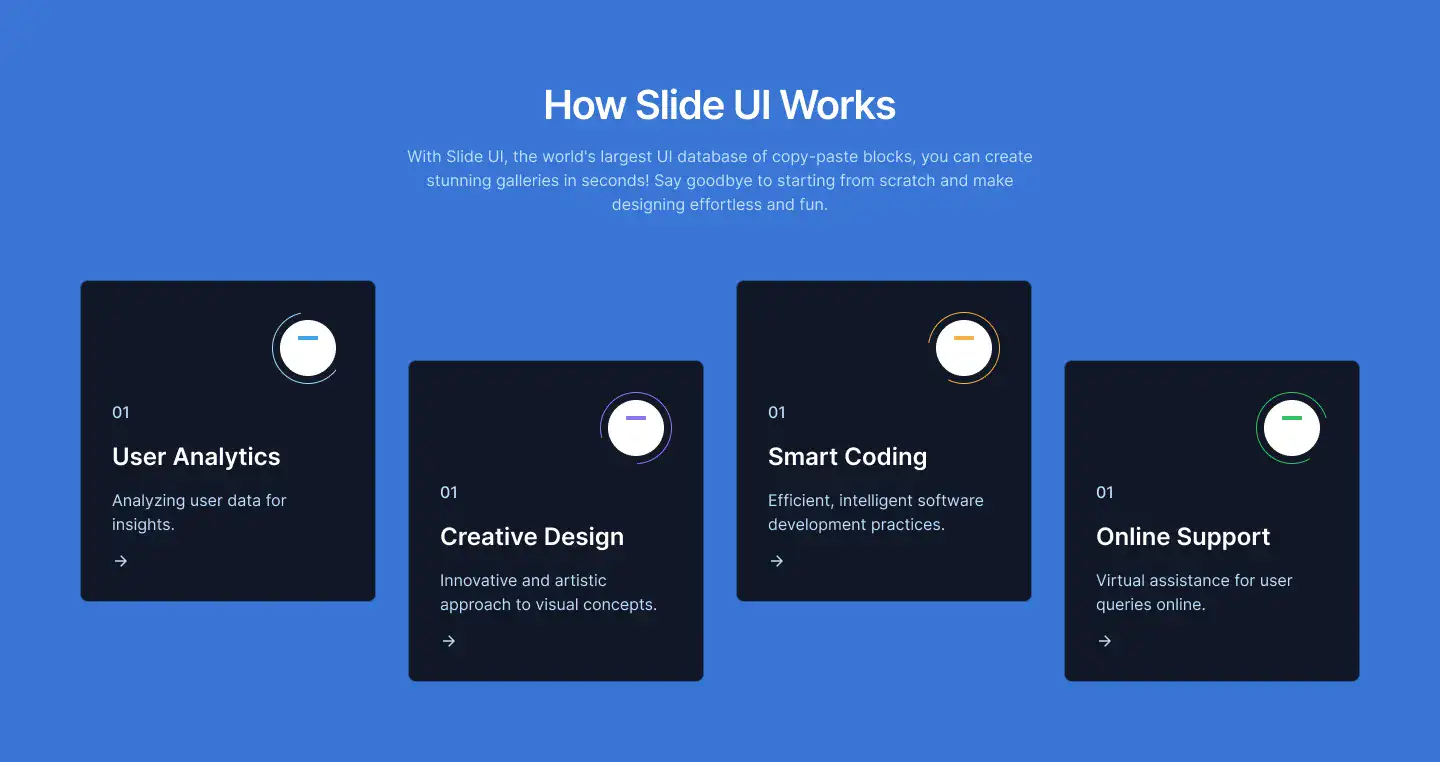 How Slide UI Works
With Slide UI, the world's largest UI database of copy-paste blocks, you can create
stunning galleries in seconds! Say goodbye to starting from scratch and make
designing effortless and fun.
01
User Analytics
Analyzing user data for
insights.
01
Creative Design
Innovative and artistic
approach to visual concepts.
01
Smart Coding
Efficient, intelligent software
development practices.
01
Online Support
Virtual assistance for user
queries online.